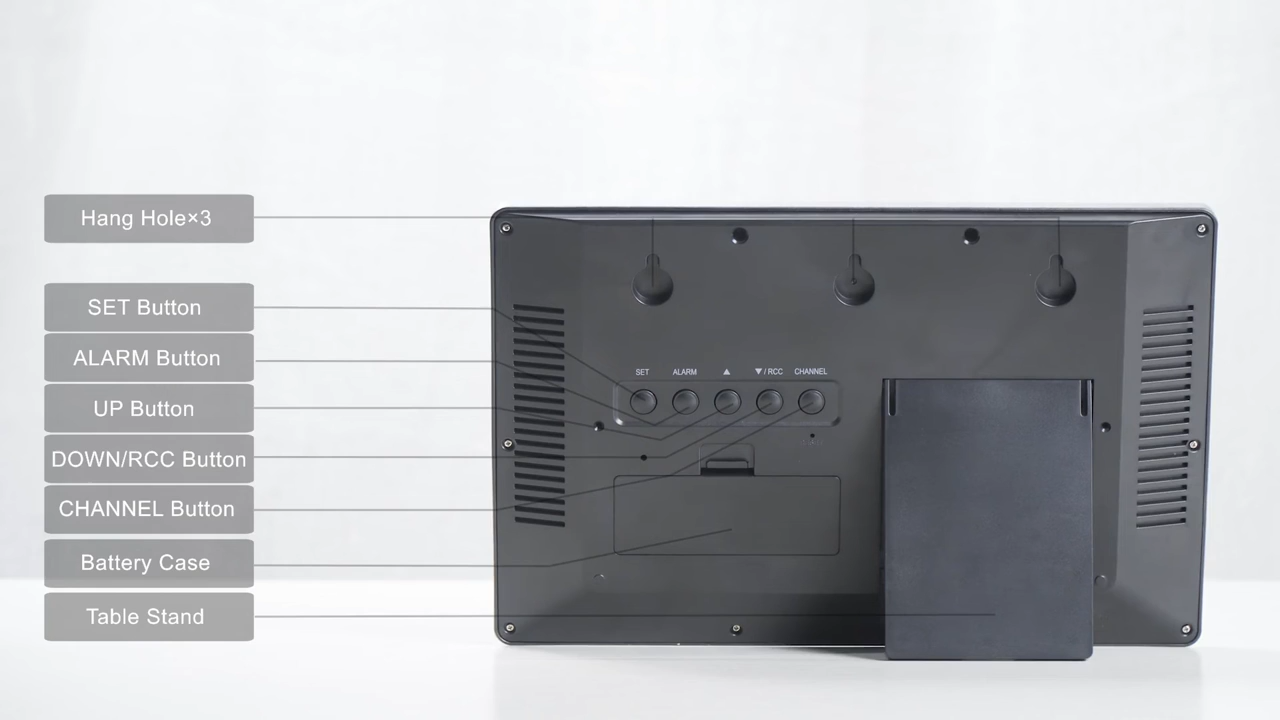 Hang Hole×3
SET Button
ALARM Button
UP Button
DOWN/RCC Button
CHANNEL Button
Battery Case
Table Stand
SET ALARM ▲ ▼/RCC CHANNEL